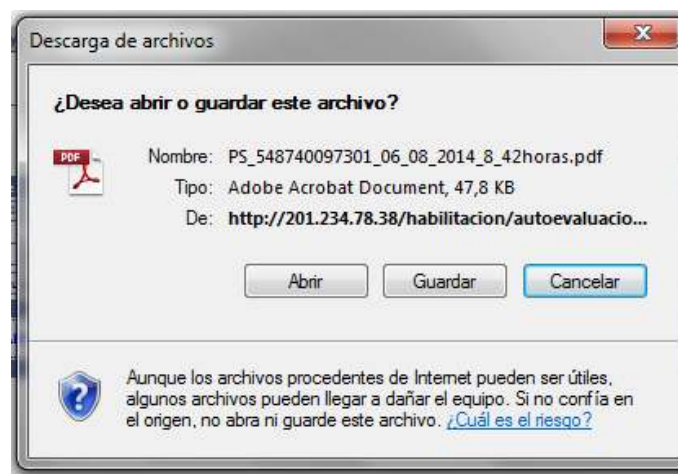 Descarga de archivos
¿Desea abrir o guardar este archivo?
PDF
Nombre: PS_548740097301_06_08_2014_8_42horas.pdf
Tipo: Adobe Acrobat Document, 47,8 KB
De: http://201.234.78.38/habilitacion/autoevaluacio...
Abrir Guardar Cancelar
Aunque los archivos procedentes de Internet pueden ser útiles,
algunos archivos pueden llegar a dañar el equipo. Si no confía en
el origen, no abra ni guarde este archivo. ¿Cuál es el riesgo?